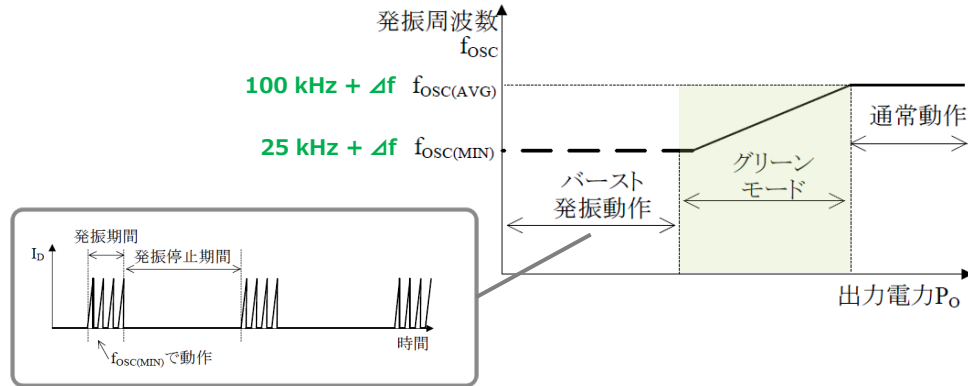 発振周波数
fOSC
100 kHz + Δf fOSC(AVG)
25 kHz + Δf fOSC(MIN)
通常動作
グリーン
モード
バースト
発振動作
出力電力PO
発振期間
発振停止期間
ID
時間
fOSC(MIN)で動作